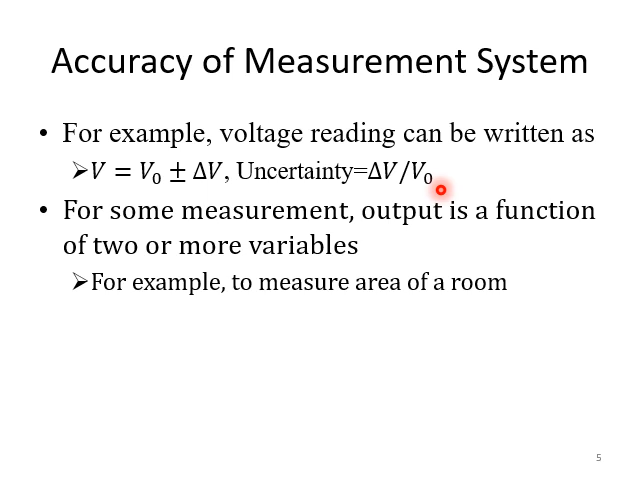 Accuracy of Measurement System
• For example, voltage reading can be written as
➢V = V₀ ± ΔV, Uncertainty=ΔV/V₀
• For some measurement, output is a function
of two or more variables
➢For example, to measure area of a room
5